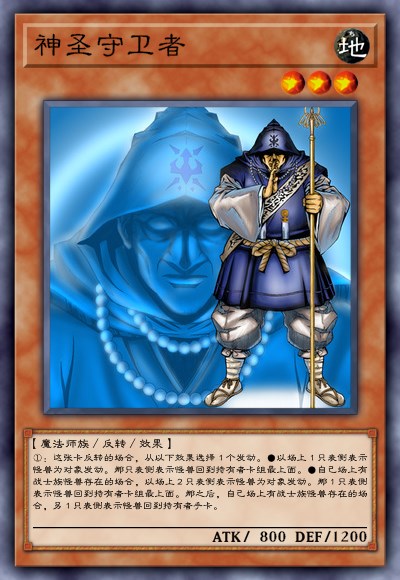 神圣守卫者
地
【魔法师族／反转／效果】
①：这张卡反转的场合，从以下效果选择1个发动。●以场上1只表侧表示
怪兽为对象发动。那只表侧表示怪兽回到持有者卡组最上面。●自己场上有
战士族怪兽存在的场合，以场上2只表侧表示怪兽为对象发动。那1只表侧
表示怪兽回到持有者卡组最上面。那之后，自己场上有战士族怪兽存在的场
合，另1只表侧表示怪兽回到持有者手卡。
ATK/ 800 DEF/1200